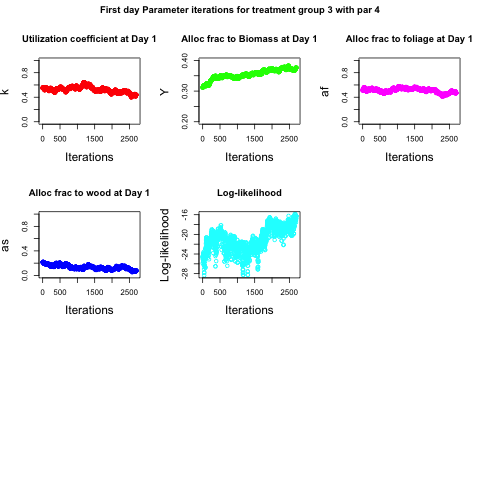 First day Parameter iterations for treatment group 3 with par 4
Utilization coefficient at Day 1
k
0.0 0.4 0.8
0 500 1500 2500
Iterations
Alloc frac to Biomass at Day 1
Y
0.20 0.30 0.40
0 500 1500 2500
Iterations
Alloc frac to foliage at Day 1
af
0.0 0.4 0.8
0 500 1500 2500
Iterations
Alloc frac to wood at Day 1
as
0.0 0.4 0.8
0 500 1500 2500
Iterations
Log-likelihood
Log-likelihood
-28 -24 -20 -16
0 500 1500 2500
Iterations